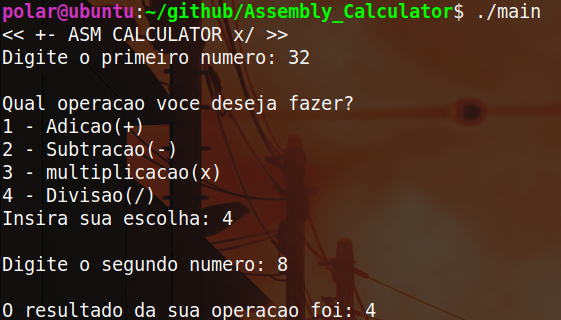 polar@ubuntu:~/github/Assembly_Calculator$ ./main
<< +- ASM CALCULATOR x/ >>
Digite o primeiro numero: 32
Qual operacao voce deseja fazer?
1 - Adicao(+)
2 - Subtracao(-)
3 - multiplicacao(x)
4 - Divisao(/)
Insira sua escolha: 4
Digite o segundo numero: 8
O resultado da sua operacao foi: 4